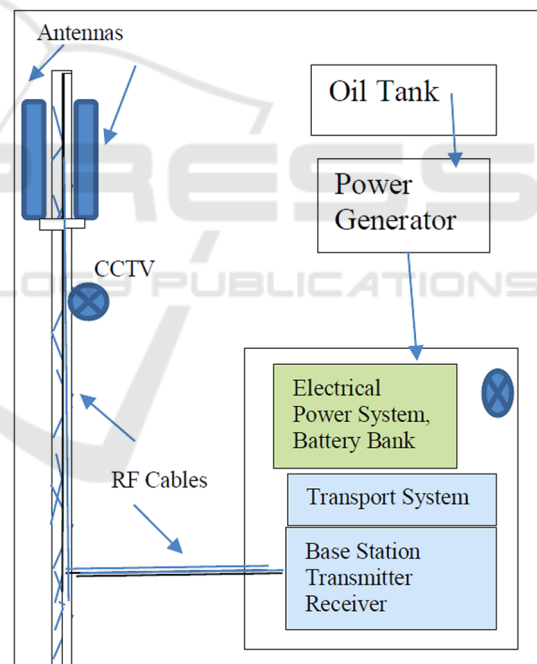 Antennas
Oil Tank
Power
Generator
CCTV
Electrical
Power System,
Battery Bank
RF Cables
Transport System
Base Station
Transmitter
Receiver